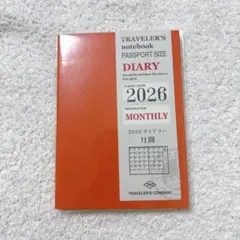 TRAVELER'S
notebook
PASSPORT SIZE
DIARY
2026
MONTHLY
2026 ダイアリー
月間
TRAVELER'S COMPANY